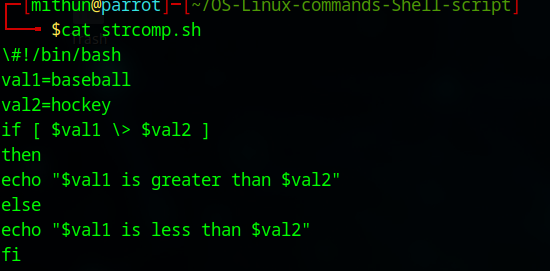 [mithun@parrot]-[~/OS-Linux-commands-Shell-script]
$cat strcomp.sh
\#!/bin/bash
val1=baseball
val2=hockey
if [ $val1 \> $val2 ]
then
echo "$val1 is greater than $val2"
else
echo "$val1 is less than $val2"
fi